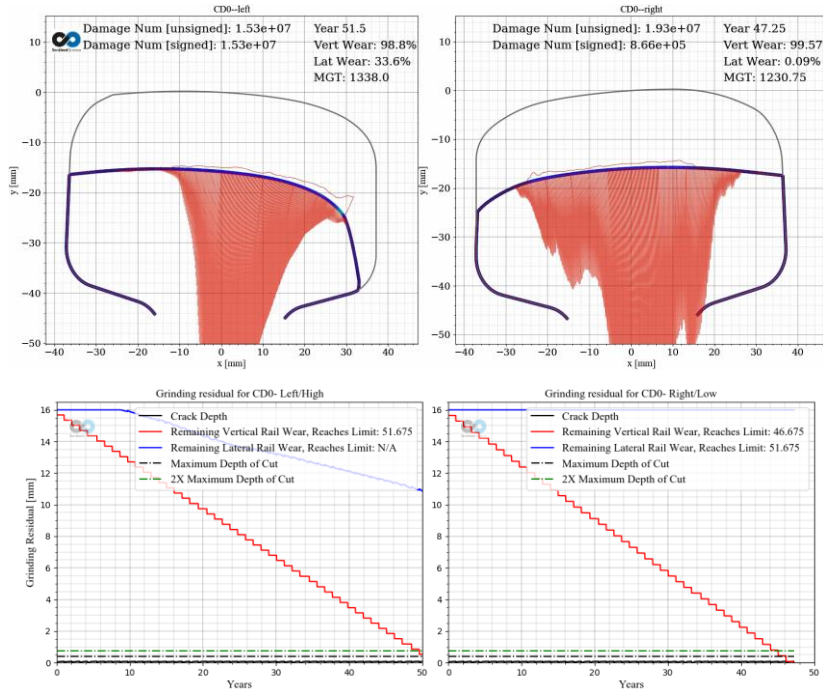 CD0--left
Damage Num [unsigned]: 1.53e+07
Year 51.5
Damage Num [signed]: 1.53e+07
Vert Wear: 98.8%
Lat Wear: 33.6%
MGT: 1338.0
10
0
−10
−20
−30
−40
−50
y [mm]
−40 −30 −20 −10 0 10 20 30 40
x [mm]
CD0--right
Damage Num [unsigned]: 1.93e+07
Year 47.25
Damage Num [signed]: 8.66e+05
Vert Wear: 99.57
Lat Wear: 0.09%
MGT: 1230.75
10
0
−10
−20
−30
−40
−50
y [mm]
−40 −30 −20 −10 0 10 20 30 40
x [mm]
Grinding residual for CD0- Left/High
Crack Depth
Remaining Vertical Rail Wear, Reaches Limit: 51.675
Remaining Lateral Rail Wear, Reaches Limit: N/A
Maximum Depth of Cut
2X Maximum Depth of Cut
16
14
12
10
8
6
4
2
0
Grinding Residual [mm]
0 10 20 30 40 50
Years
Grinding residual for CD0- Right/Low
Crack Depth
Remaining Vertical Rail Wear, Reaches Limit: 46.675
Remaining Lateral Rail Wear, Reaches Limit: 51.675
Maximum Depth of Cut
2X Maximum Depth of Cut
16
14
12
10
8
6
4
2
0
0 10 20 30 40 50
Years